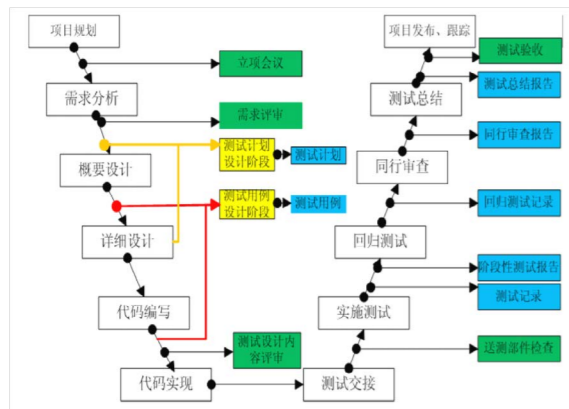 项目规划
立项会议
需求分析
需求评审
测试计划
设计阶段
测试计划
概要设计
测试用例
设计阶段
测试用例
详细设计
代码编写
测试设计内
容评审
代码实现
测试交接
送测部件检查
实施测试
测试记录
阶段性测试报告
回归测试
回归测试记录
同行审查
同行审查报告
测试总结
测试总结报告
测试验收
项目发布、跟踪